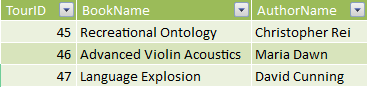 TourID BookName AuthorName
45 Recreational Ontology Christopher Rei
46 Advanced Violin Acoustics Maria Dawn
47 Language Explosion David Cunning